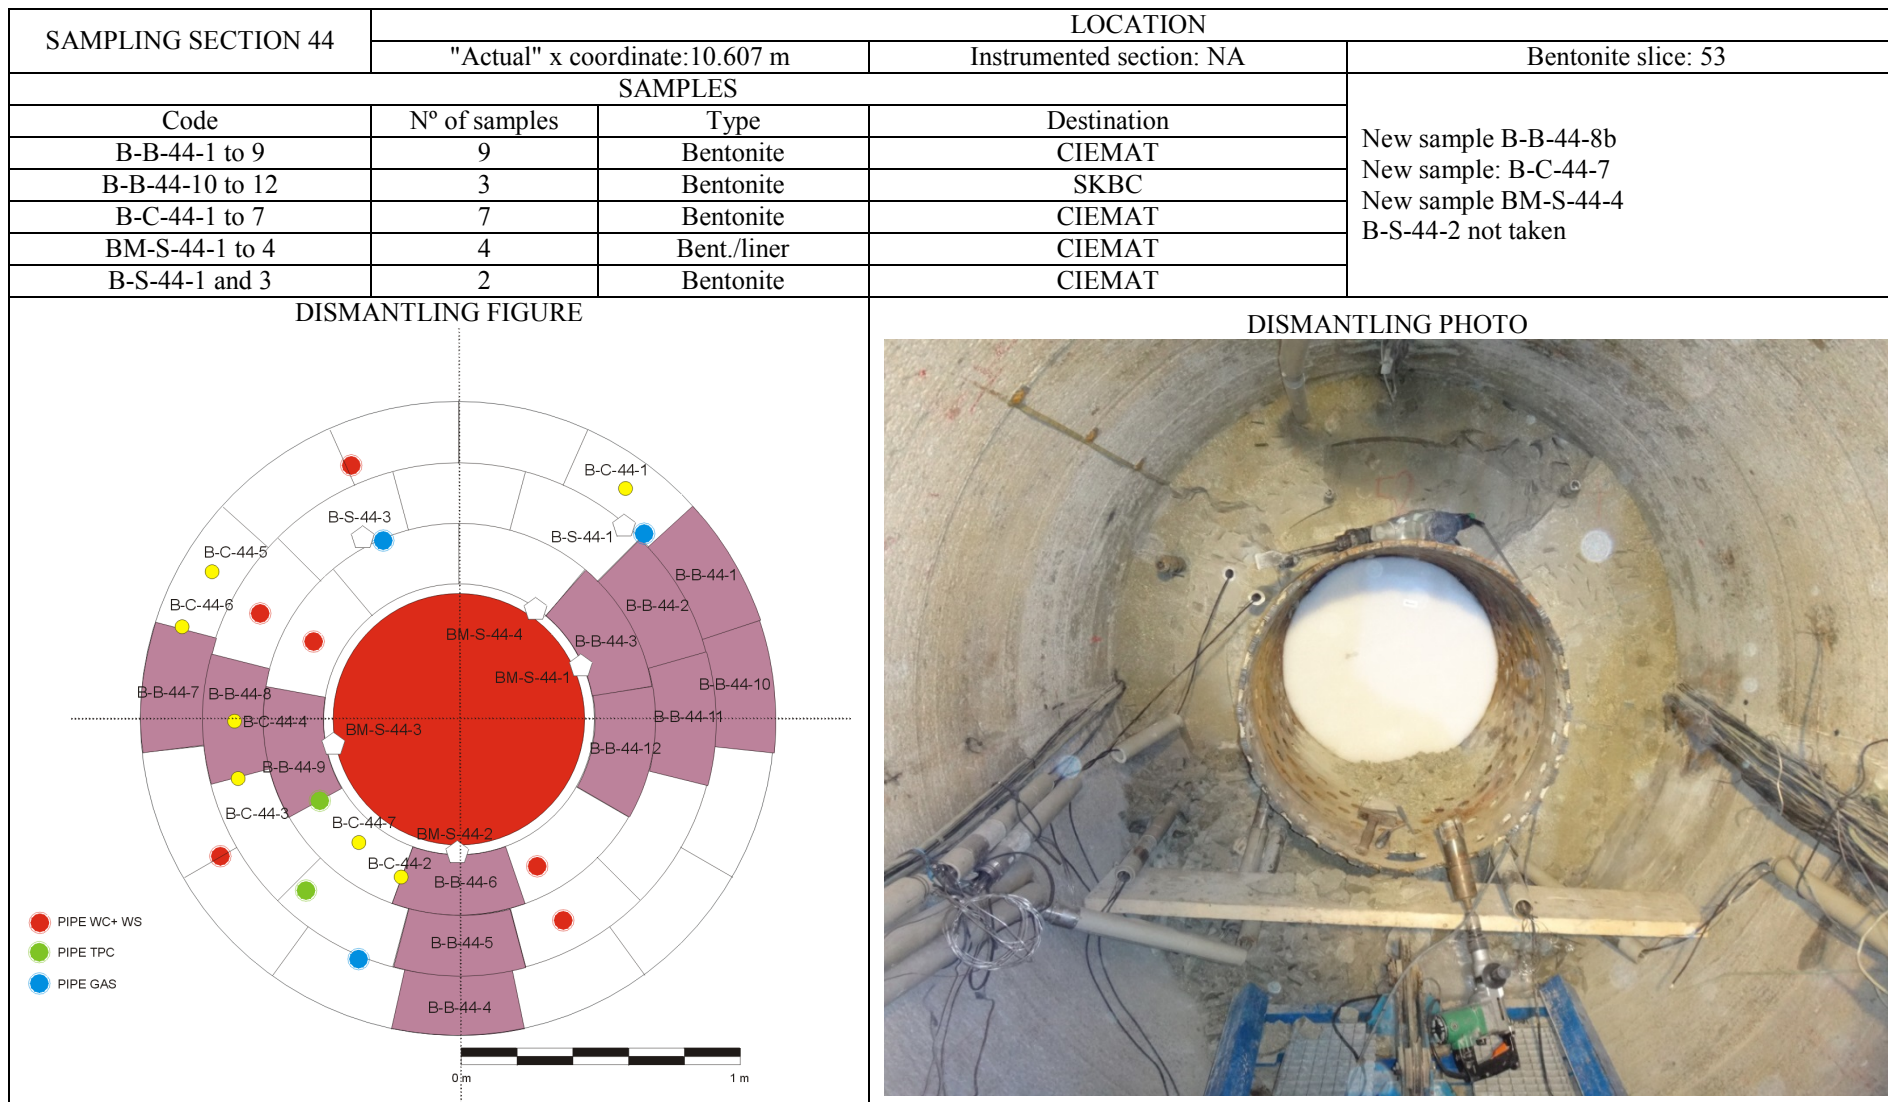 SAMPLING SECTION 44
LOCATION
"Actual" x coordinate:10.607 m
Instrumented section: NA
Bentonite slice: 53
SAMPLES
Code
Nº of samples
Type
Destination
B-B-44-1 to 9
9
Bentonite
CIEMAT
B-B-44-10 to 12
3
Bentonite
SKBC
B-C-44-1 to 7
7
Bentonite
CIEMAT
BM-S-44-1 to 4
4
Bent./liner
CIEMAT
B-S-44-1 and 3
2
Bentonite
CIEMAT
New sample B-B-44-8b
New sample: B-C-44-7
New sample BM-S-44-4
B-S-44-2 not taken
DISMANTLING FIGURE
B-C-44-1
B-S-44-3
B-S-44-1
B-C-44-5
B-B-44-1
B-C-44-6
B-B-44-2
BM-S-44-4
B-B-44-3
BM-S-44-1
B-B-44-10
B-B-44-7
B-B-44-8
B-C-44-4
B-B-44-11
BM-S-44-3
B-B-44-12
B-B-44-9
B-C-44-3
B-C-44-7
BM-S-44-2
B-C-44-2
B-B-44-6
B-B-44-5
B-B-44-4
PIPE WC+ WS
PIPE TPC
PIPE GAS
0 m
1 m
DISMANTLING PHOTO